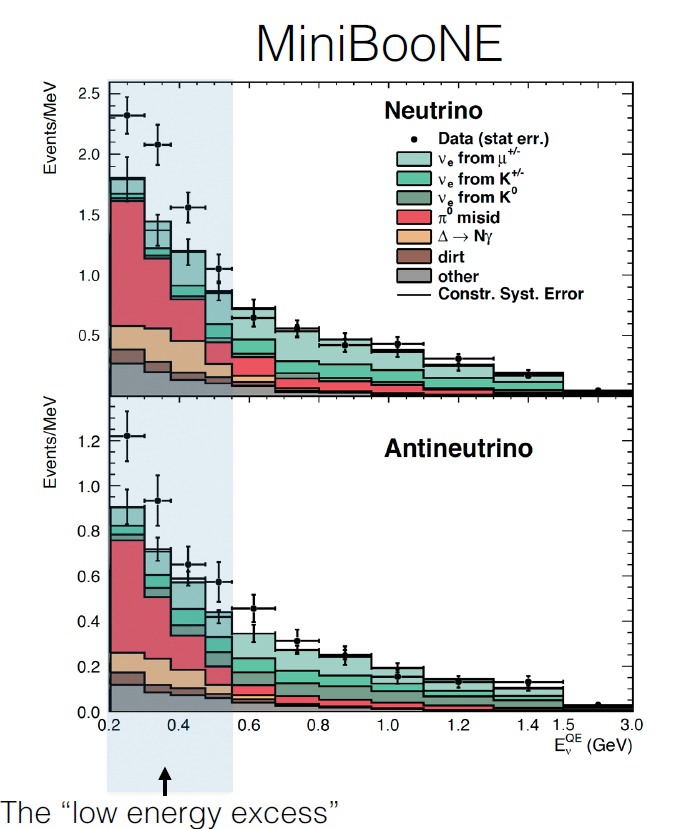 MiniBooNE
Events/MeV
2.5
2.0
1.5
1.0
0.5
Neutrino
Data (stat err.)
νe from μ+/-
νe from K+/-
νe from K0
π0 misid
Δ → Nγ
dirt
other
Constr. Syst. Error
Events/MeV
1.2
1.0
0.8
0.6
0.4
0.2
0.0
Antineutrino
0.2 0.4 0.6 0.8 1.0 1.2 1.4 1.5 3.0
EνQE (GeV)
The “low energy excess”